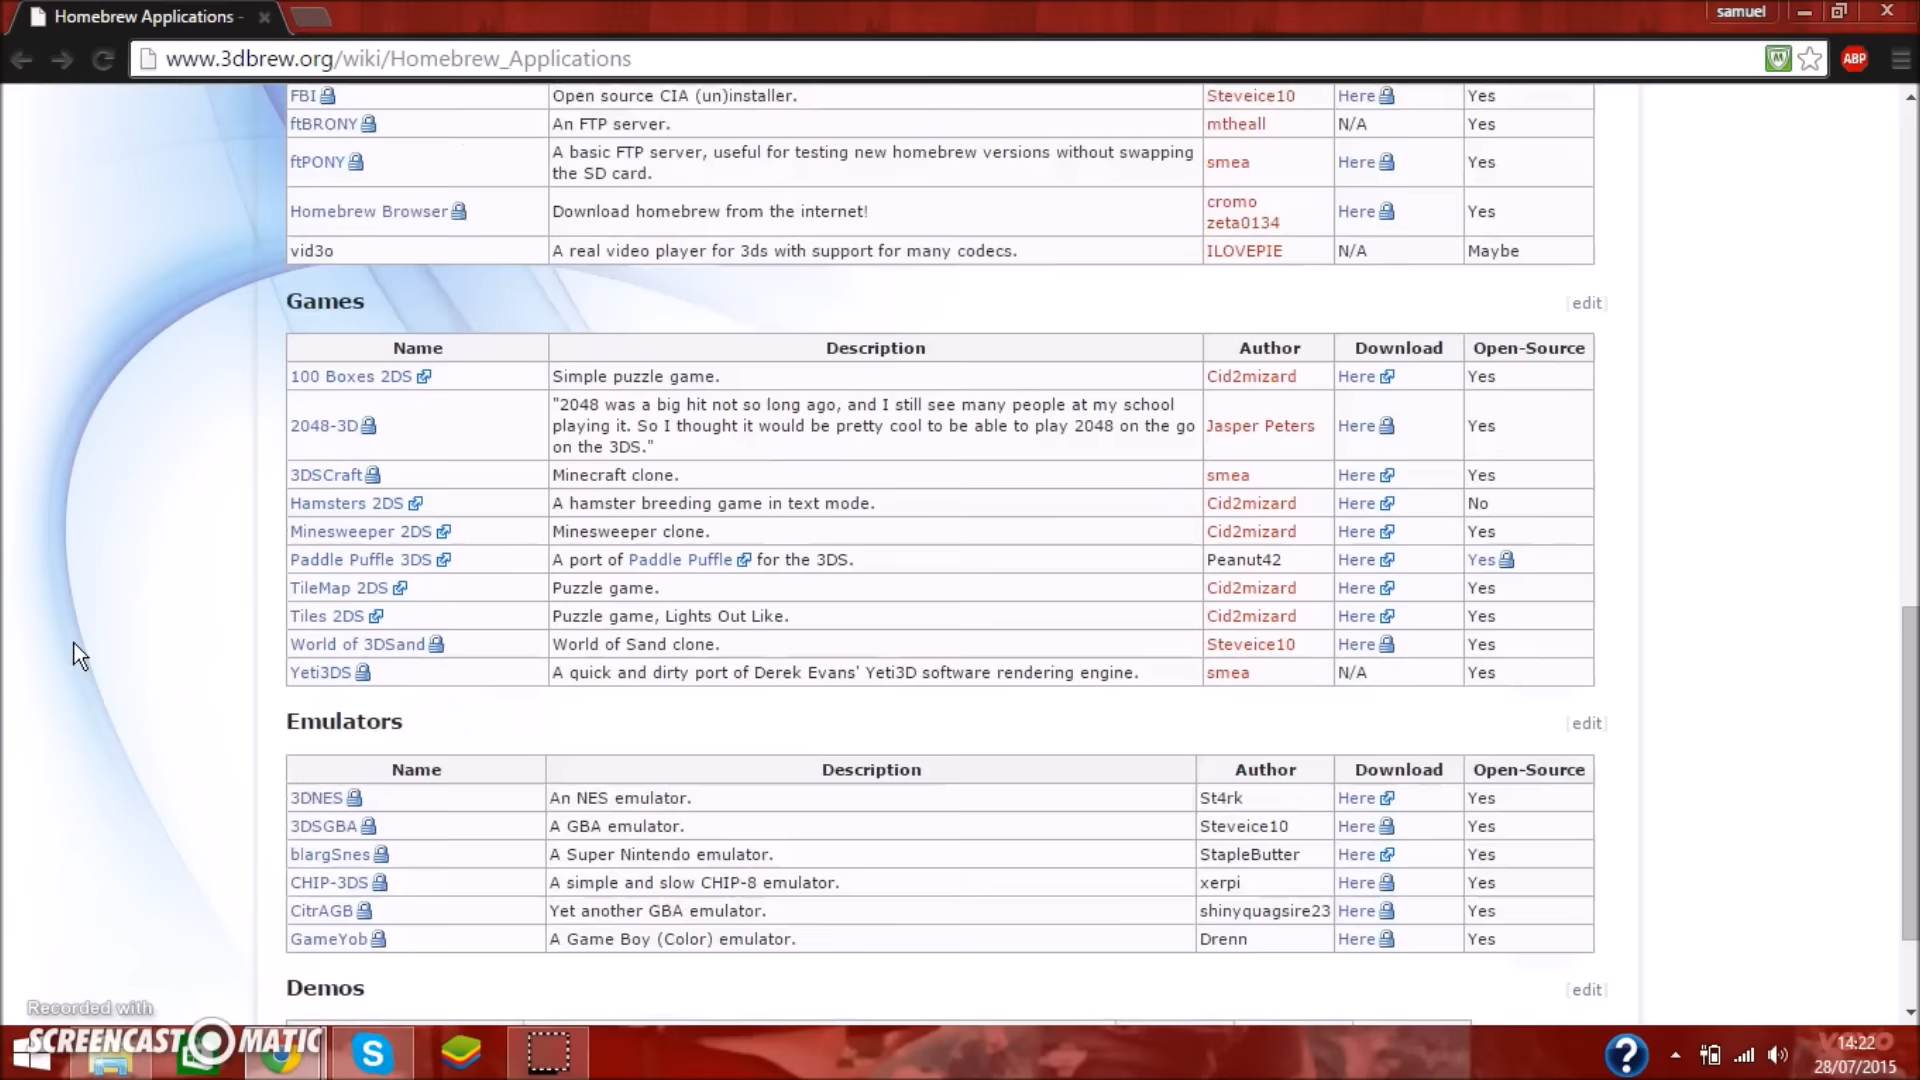 Homebrew Applications -
samuel
www.3dbrew.org/wiki/Homebrew_Applications
ABP
FBI Open source CIA (un)installer. Steveice10 Here Yes
ftBRONY An FTP server. mtheall N/A Yes
ftPONY A basic FTP server, useful for testing new homebrew versions without swapping
the SD card. smea Here Yes
Homebrew Browser Download homebrew from the internet! cromo
zeta0134 Here Yes
vid3o A real video player for 3ds with support for many codecs. ILOVEPIE N/A Maybe
Games [edit]
Name Description Author Download Open-Source
100 Boxes 2DS Simple puzzle game. Cid2mizard Here Yes
"2048 was a big hit not so long ago, and I still see many people at my school
2048-3D playing it. So I thought it would be pretty cool to be able to play 2048 on the go Jasper Peters Here Yes
on the 3DS."
3DSCraft Minecraft clone. smea Here Yes
Hamsters 2DS A hamster breeding game in text mode. Cid2mizard Here No
Minesweeper 2DS Minesweeper clone. Cid2mizard Here Yes
Paddle Puffle 3DS A port of Paddle Puffle for the 3DS. Peanut42 Here Yes
TileMap 2DS Puzzle game. Cid2mizard Here Yes
Tiles 2DS Puzzle game, Lights Out Like. Cid2mizard Here Yes
World of 3DSand World of Sand clone. Steveice10 Here Yes
Yeti3DS A quick and dirty port of Derek Evans' Yeti3D software rendering engine. smea N/A Yes
Emulators [edit]
Name Description Author Download Open-Source
3DNES An NES emulator. St4rk Here Yes
3DSGBA A GBA emulator. Steveice10 Here Yes
blargSnes A Super Nintendo emulator. StapleButter Here Yes
CHIP-3DS A simple and slow CHIP-8 emulator. xerpi Here Yes
CitrAGB Yet another GBA emulator. shinyquagsire23 Here Yes
GameYob A Game Boy (Color) emulator. Drenn Here Yes
Demos [edit]
Recorded with
SCREENCAST MATIC
14:22
28/07/2015